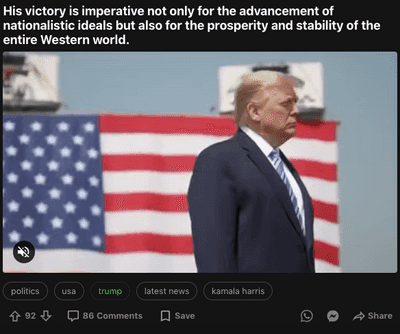 His victory is imperative not only for the advancement of
nationalistic ideals but also for the prosperity and stability of the
entire Western world.
politics usa trump latest news kamala harris
92 86 Comments Save Share